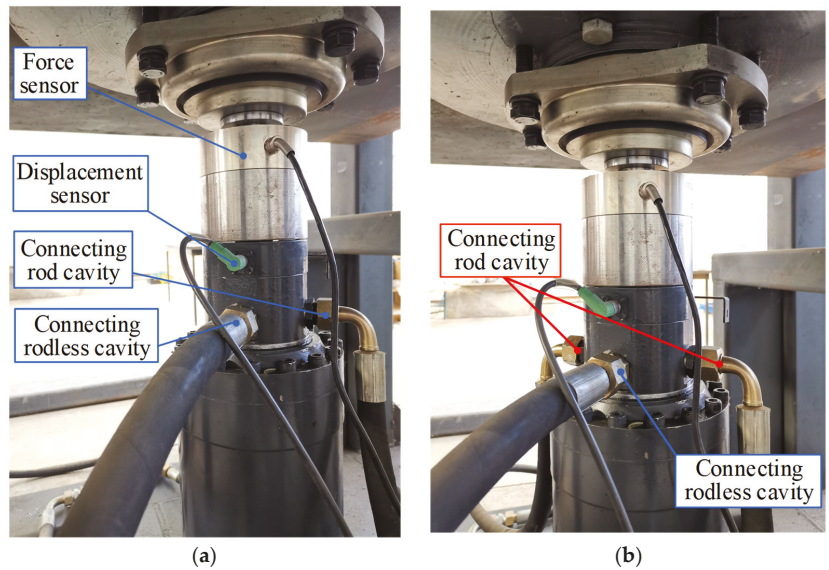 Force
sensor
Displacement
sensor
Connecting
rod cavity
Connecting
rodless cavity
(a)
Connecting
rod cavity
Connecting
rodless cavity
(b)